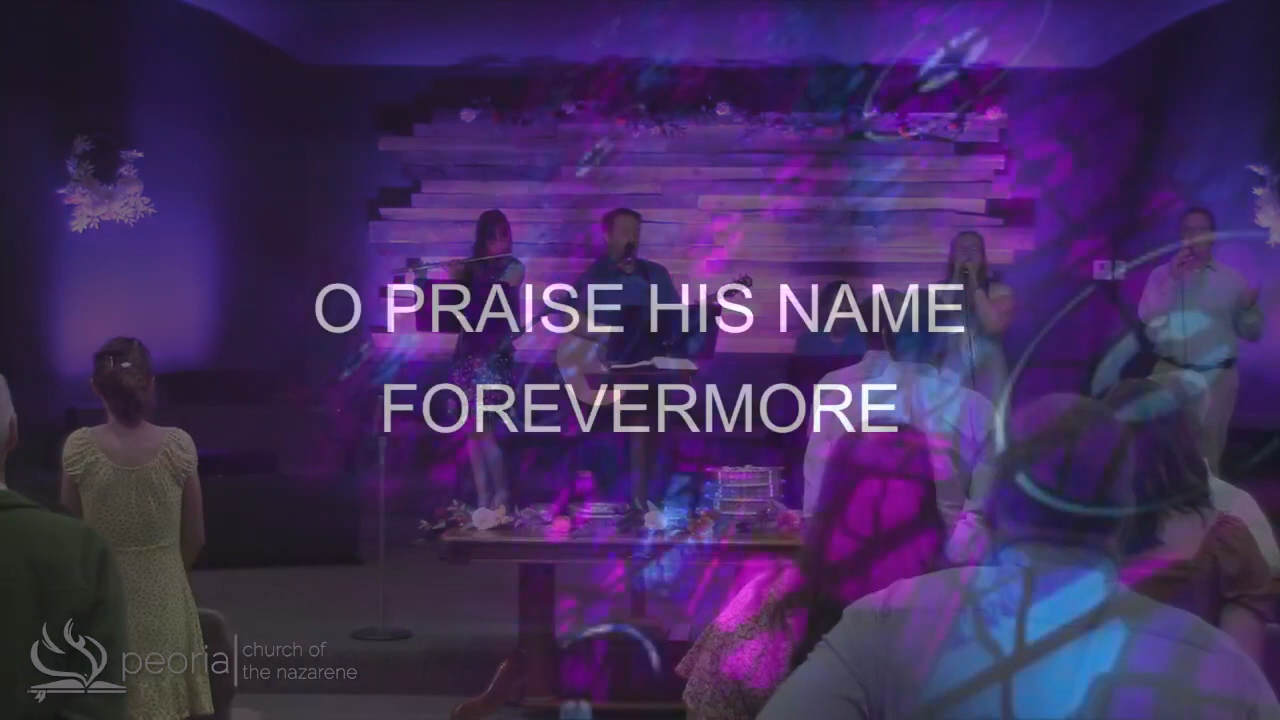 O PRAISE HIS NAME
FOREVERMORE
peoria
church of
the nazarene